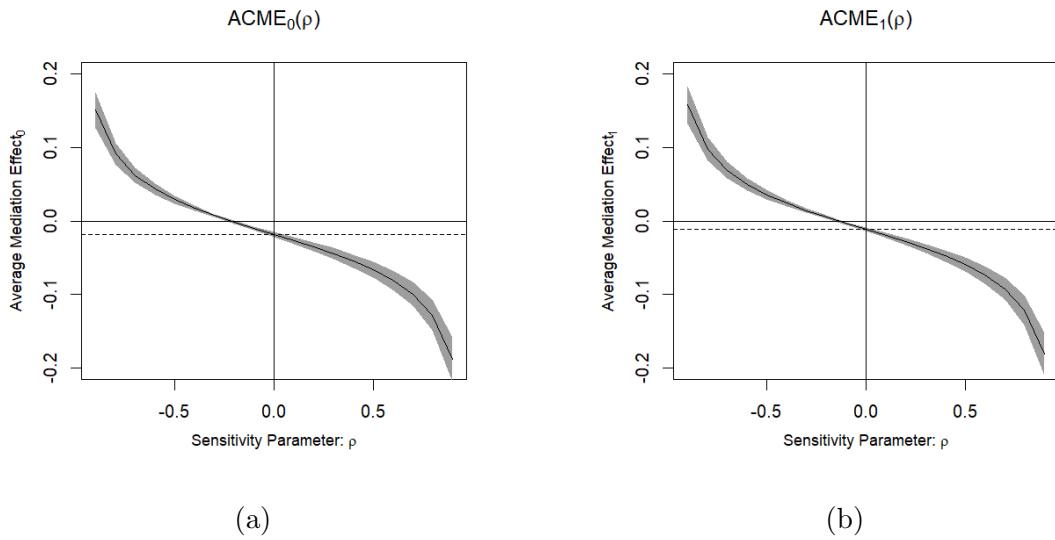 ACME₀(ρ)
Average Mediation Effect₀
0.2
0.1
0.0
-0.1
-0.2
-0.5
0.0
0.5
Sensitivity Parameter: ρ
(a)
ACME₁(ρ)
Average Mediation Effect₁
0.2
0.1
0.0
-0.1
-0.2
-0.5
0.0
0.5
Sensitivity Parameter: ρ
(b)